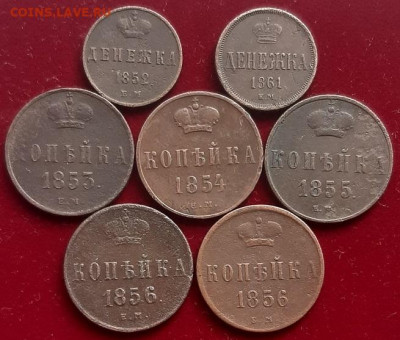 COINS.LAVE.RU
ДЕНЕЖКА
1852.
Е.М.
ДЕНЕЖКА
1861
Е.М.
КОПѢЙКА
1853.
Е.М.
КОПѢЙКА
1854
Е.М.
КОПѢЙКА
1855.
Е.М.
КОПѢЙКА
1856.
Е.М.
КОПѢЙКА
1856
Е.М.